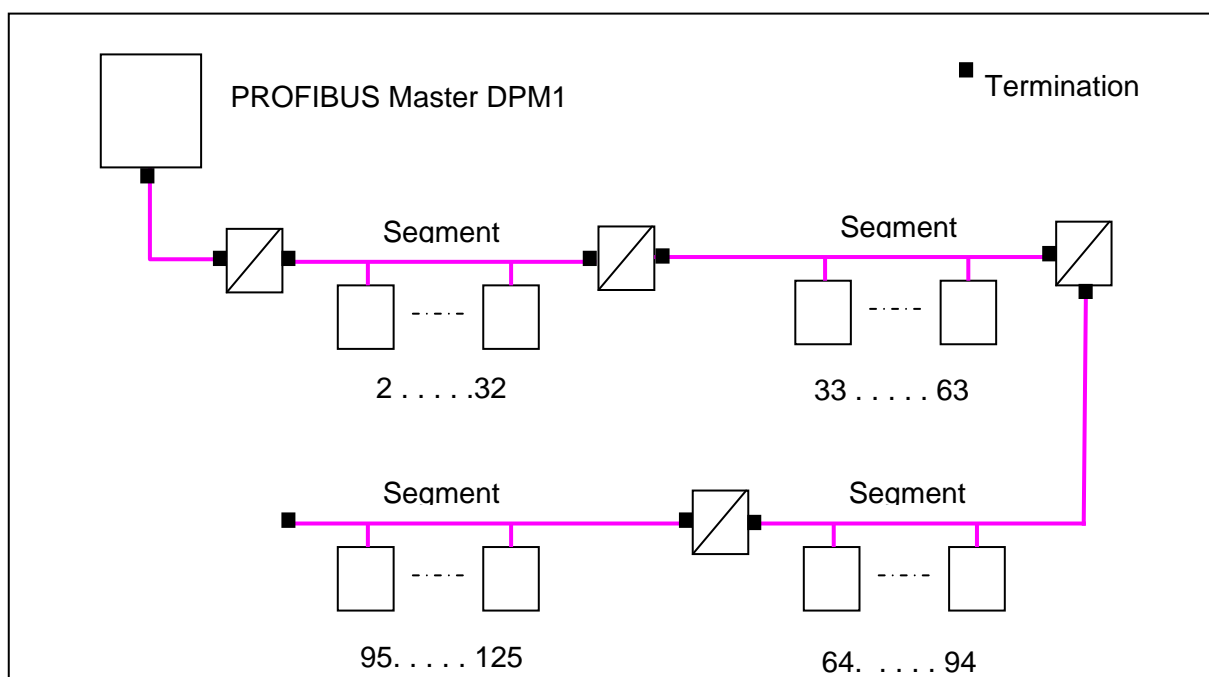 PROFIBUS Master DPM1
Termination
Segment
Segment
2 . . . . .32
33 . . . . . 63
Segment
Segment
95. . . . . 125
64. . . . . 94